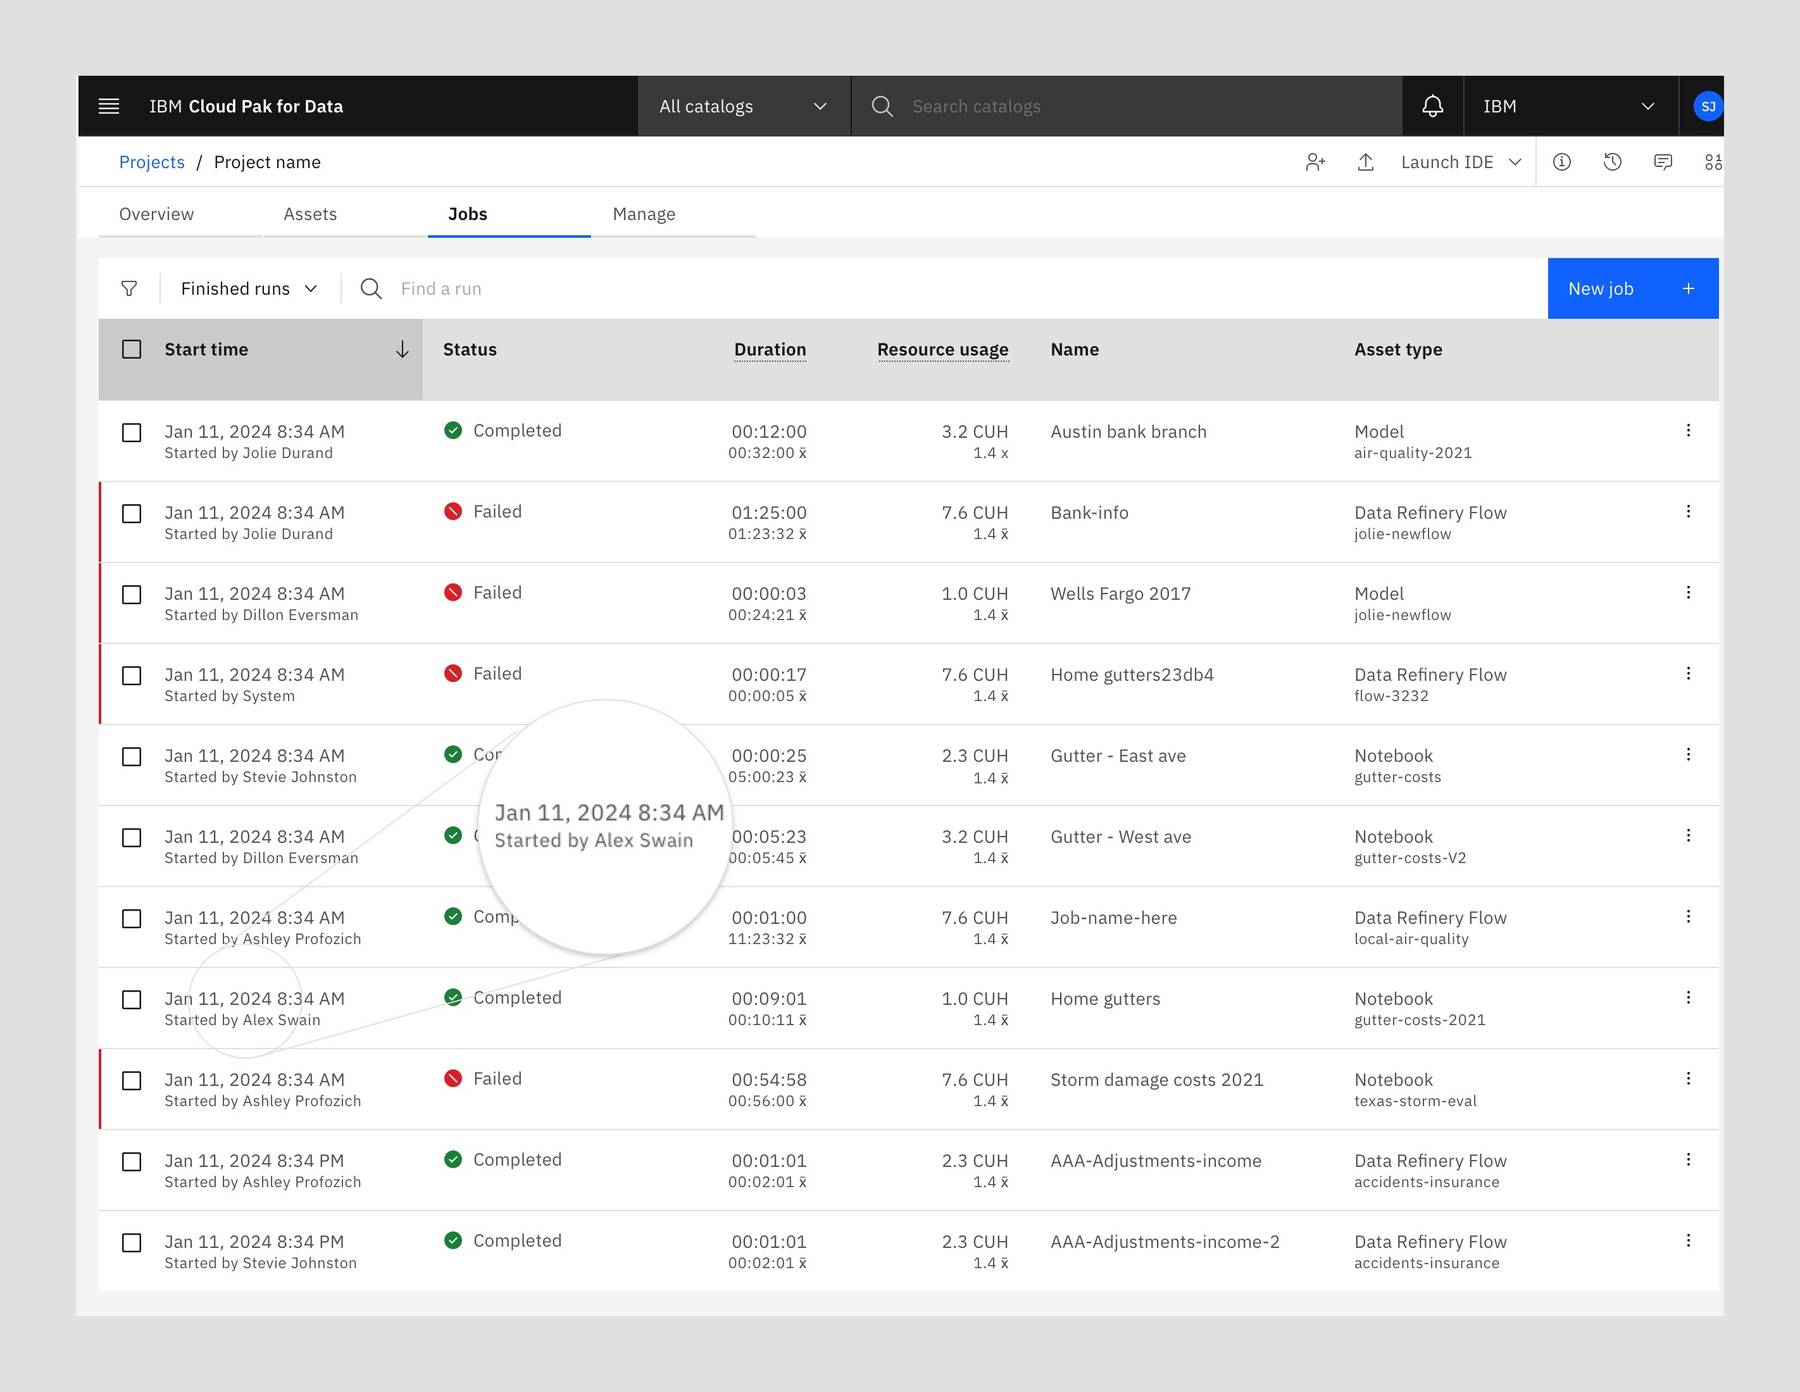 IBM Cloud Pak for Data
All catalogs
Search catalogs
IBM
SJ
Projects / Project name
Launch IDE
Overview
Assets
Jobs
Manage
Finished runs
Find a run
New job +
Start time
Status
Duration
Resource usage
Name
Asset type
Jan 11, 2024 8:34 AM Completed 00:12:00 3.2 CUH Austin bank branch Model
Started by Jolie Durand 00:32:00 x̄ 1.4 x air-quality-2021
Jan 11, 2024 8:34 AM Failed 01:25:00 7.6 CUH Bank-info Data Refinery Flow
Started by Jolie Durand 01:23:32 x̄ 1.4 x̄ jolie-newflow
Jan 11, 2024 8:34 AM Failed 00:00:03 1.0 CUH Wells Fargo 2017 Model
Started by Dillon Eversman 00:24:21 x̄ 1.4 x̄ jolie-newflow
Jan 11, 2024 8:34 AM Failed 00:00:17 7.6 CUH Home gutters23db4 Data Refinery Flow
Started by System 00:00:05 x̄ 1.4 x̄ flow-3232
Jan 11, 2024 8:34 AM 00:00:25 2.3 CUH Gutter - East ave Notebook
Started by Stevie Johnston 05:00:23 x̄ 1.4 x̄ gutter-costs
Jan 11, 2024 8:34 AM
Started by Alex Swain
Jan 11, 2024 8:34 AM 00:05:23 3.2 CUH Gutter - West ave Notebook
Started by Dillon Eversman 00:05:45 x̄ 1.4 x̄ gutter-costs-V2
Jan 11, 2024 8:34 AM Comp 00:01:00 7.6 CUH Job-name-here Data Refinery Flow
Started by Ashley Profozich 11:23:32 x̄ 1.4 x̄ local-air-quality
Jan 11, 2024 8:34 AM Completed 00:09:01 1.0 CUH Home gutters Notebook
Started by Alex Swain 00:10:11 x̄ 1.4 x̄ gutter-costs-2021
Jan 11, 2024 8:34 AM Failed 00:54:58 7.6 CUH Storm damage costs 2021 Notebook
Started by Ashley Profozich 00:56:00 x̄ 1.4 x̄ texas-storm-eval
Jan 11, 2024 8:34 PM Completed 00:01:01 2.3 CUH AAA-Adjustments-income Data Refinery Flow
Started by Ashley Profozich 00:02:01 x̄ 1.4 x̄ accidents-insurance
Jan 11, 2024 8:34 PM Completed 00:01:01 2.3 CUH AAA-Adjustments-income-2 Data Refinery Flow
Started by Stevie Johnston 00:02:01 x̄ 1.4 x̄ accidents-insurance